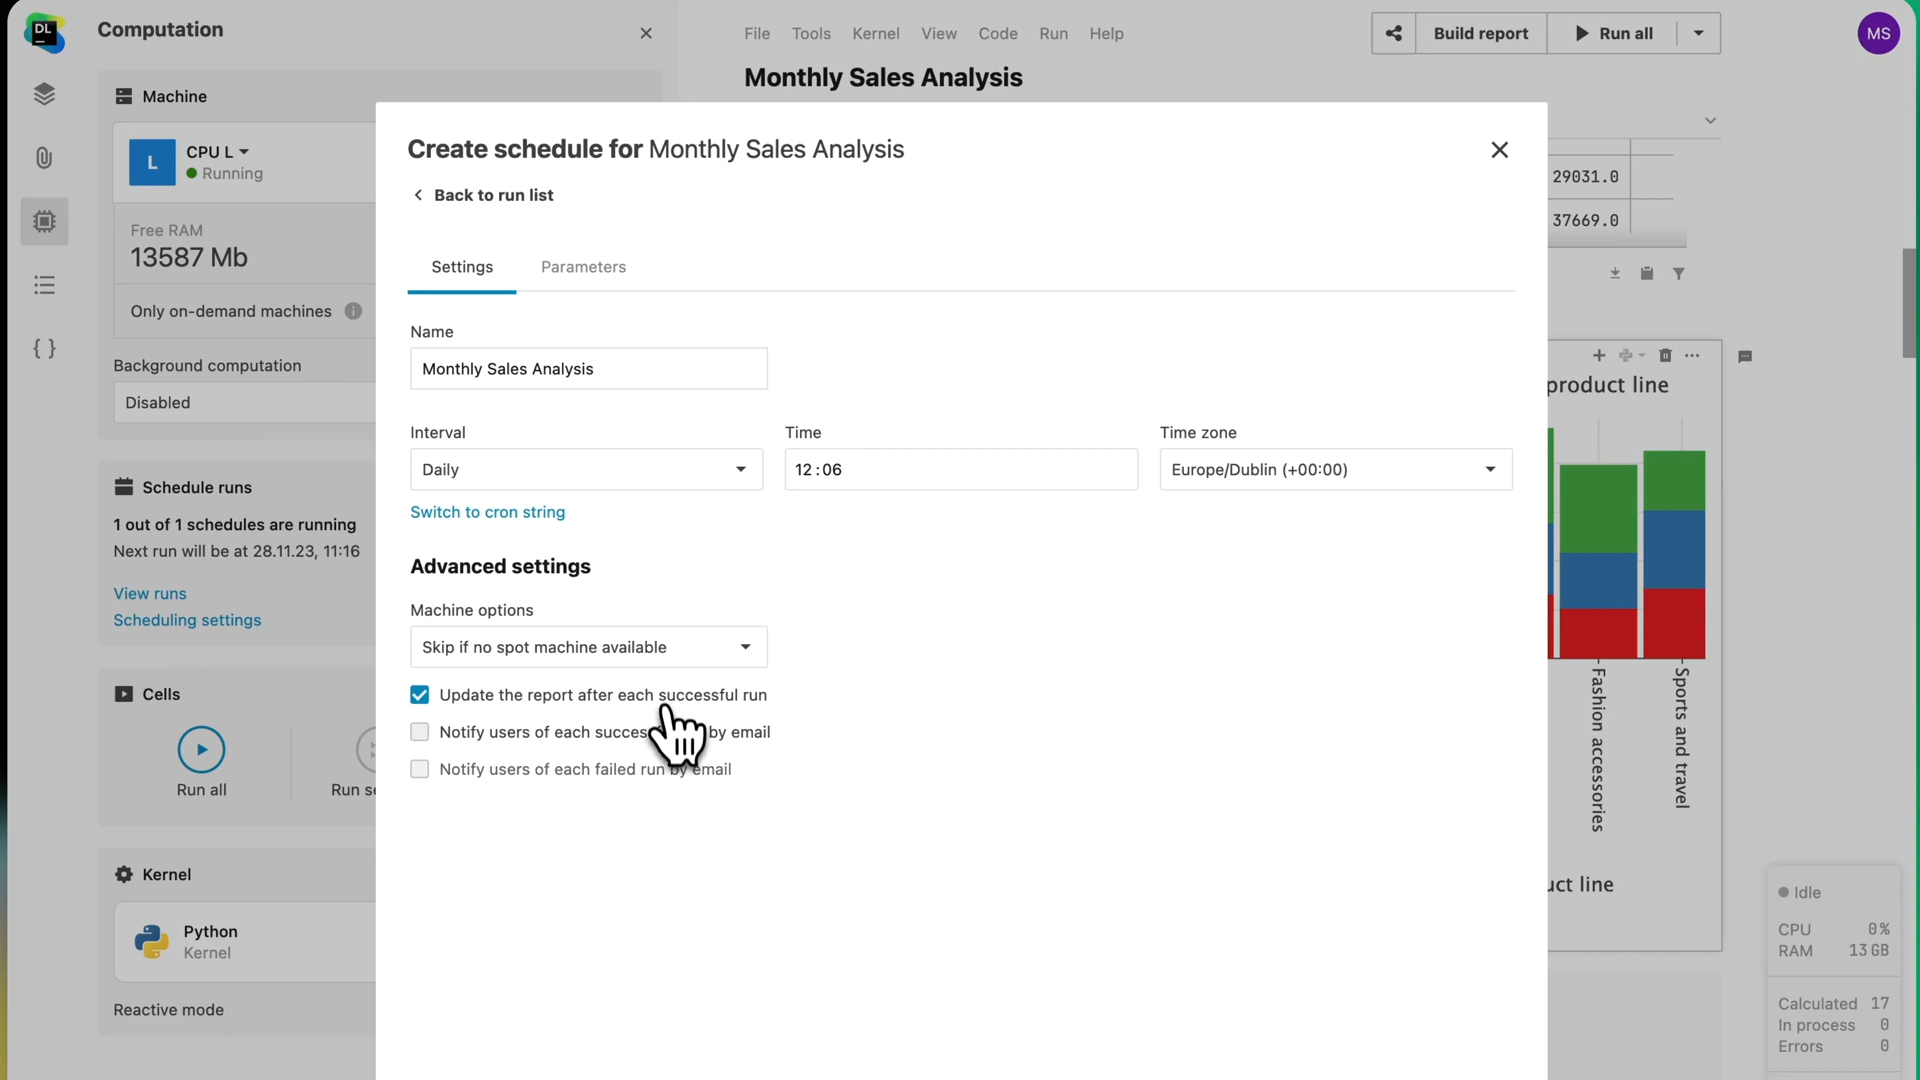 DL
Computation
File Tools Kernel View Code Run Help
Build report
Run all
MS
Monthly Sales Analysis
Machine
L
CPU L
Running
Free RAM
13587 Mb
Only on-demand machines
Background computation
Disabled
Schedule runs
1 out of 1 schedules are running
Next run will be at 28.11.23, 11:16
View runs
Scheduling settings
Cells
Run all
Run se
Kernel
Python
Kernel
Reactive mode
Create schedule for Monthly Sales Analysis
Back to run list
Settings Parameters
Name
Monthly Sales Analysis
Interval Time Time zone
Daily 12:06 Europe/Dublin (+00:00)
Switch to cron string
Advanced settings
Machine options
Skip if no spot machine available
Update the report after each successful run
Notify users of each by email
Notify users of each failed run by email
29031.0
37669.0
product line
Fashion accessories
Sports and travel
uct line
Idle
CPU 0%
RAM 13 GB
Calculated 17
In process 0
Errors 0